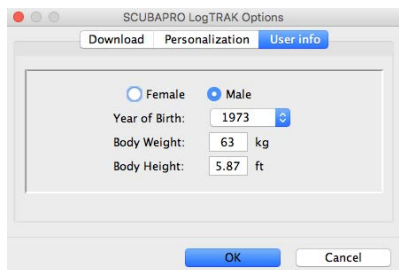 SCUBAPRO LogTRAK Options
Download Personalization User info
Female Male
Year of Birth: 1973
Body Weight: 63 kg
Body Height: 5.87 ft
OK Cancel